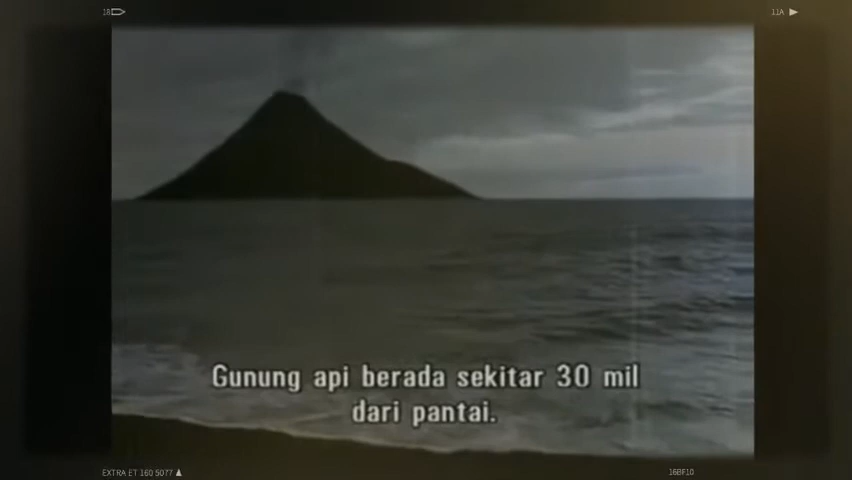 18
11A
Gunung api berada sekitar 30 mil
dari pantai.
EXTRA ET 160 5077
16BF10